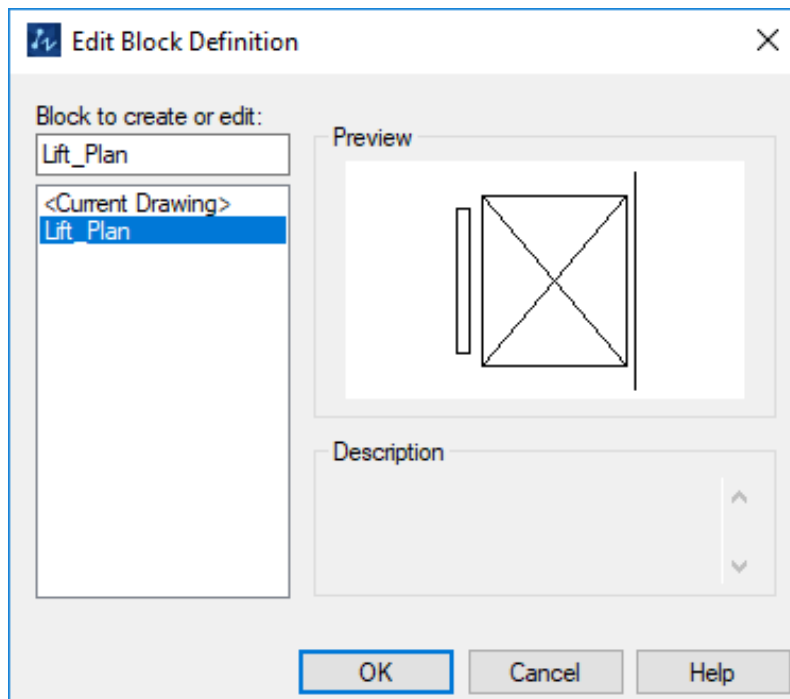 Edit Block Definition
Block to create or edit:
Lift_Plan
<Current Drawing>
Lift_Plan
Preview
Description
OK
Cancel
Help